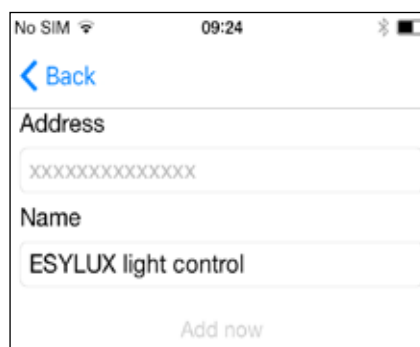 No SIM 09:24
Back
Address
xxxxxxxxxxxxxx
Name
ESYLUX light control
Add now